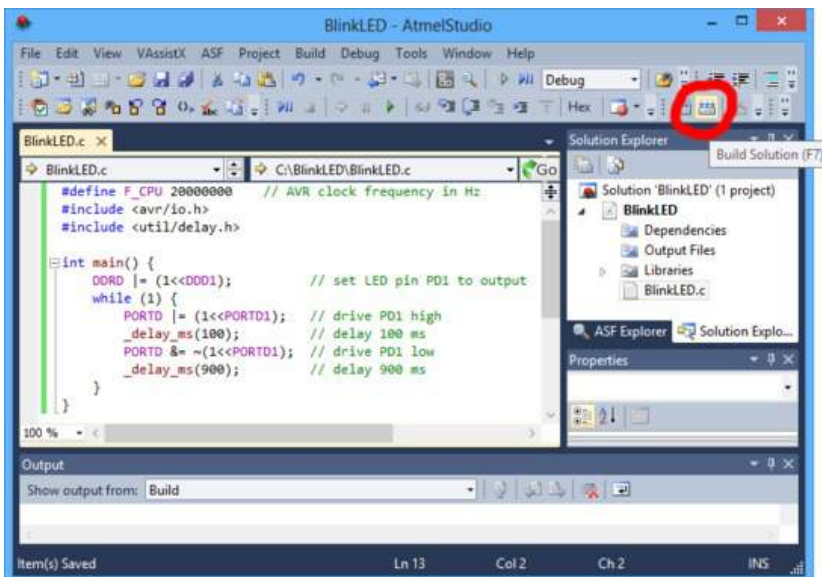 BlinkLED - AtmelStudio
File Edit View VAssistX ASF Project Build Debug Tools Window Help
Debug
Hex
BlinkLED.c
Solution Explorer
Build Solution (F7)
BlinkLED.c C:\BlinkLED\BlinkLED.c Go
#define F_CPU 20000000 // AVR clock frequency in Hz
#include <avr/io.h>
#include <util/delay.h>
int main() {
DDRD |= (1<<DDD1); // set LED pin PD1 to output
while (1) {
PORTD |= (1<<PORTD1); // drive PD1 high
_delay_ms(100); // delay 100 ms
PORTD &= ~(1<<PORTD1); // drive PD1 low
_delay_ms(900); // delay 900 ms
}
}
100 %
Solution 'BlinkLED' (1 project)
BlinkLED
Dependencies
Output Files
Libraries
BlinkLED.c
ASF Explorer Solution Explo...
Properties
Output
Show output from: Build
Item(s) Saved Ln 13 Col 2 Ch 2 INS